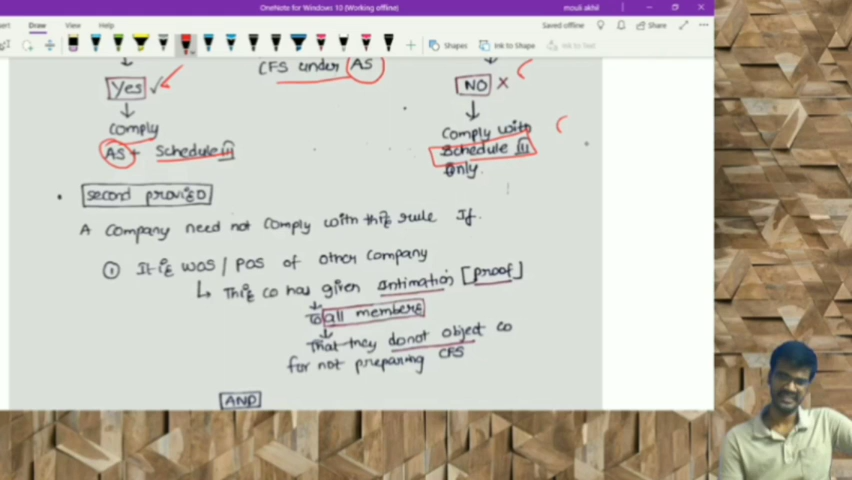 OneNote for Windows 10 (Working offline)
mouli akhil
Draw View Help
Saved offline
Share
Shapes
Ink to Shape
Ink to Text
CFS under AS
Yes
NO
Comply
AS + Schedule III
Comply with
Schedule III
only.
second proviso
A Company need not comply with this rule If.
① It is WOS / POS of other company
This co has given intimation [proof]
To all members
That they donot object co
for not preparing CFS
AND